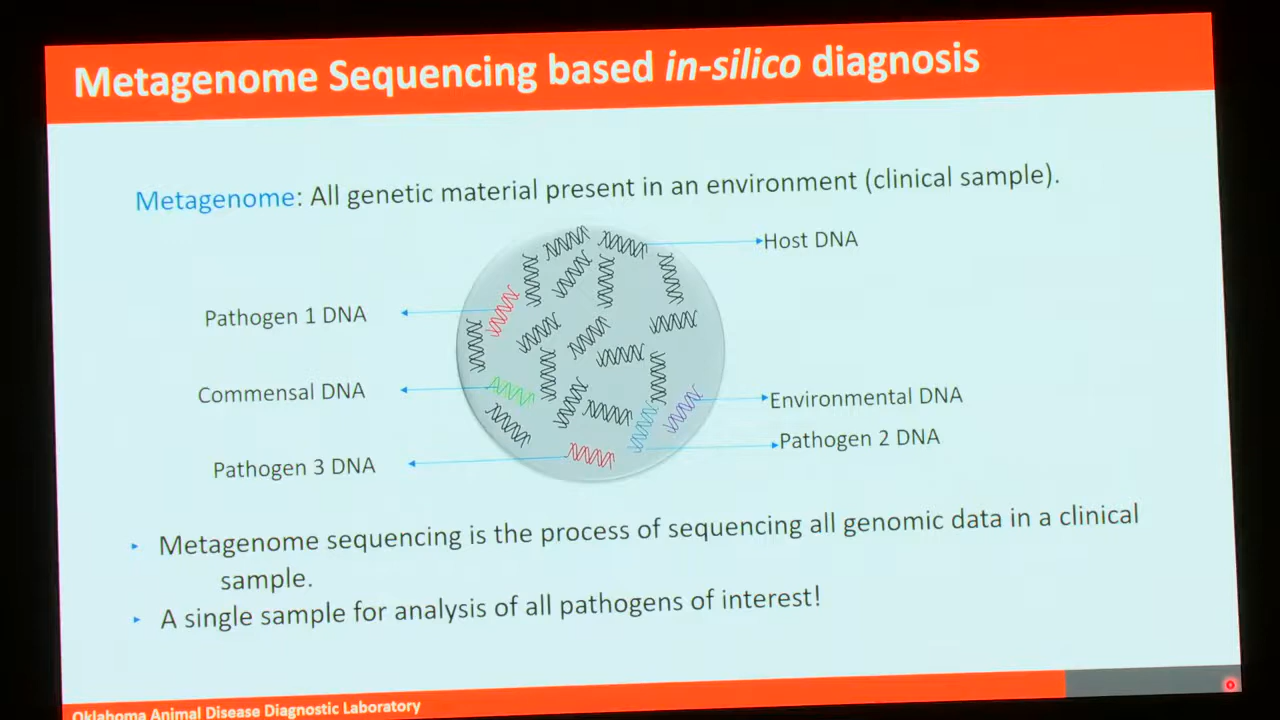 Metagenome Sequencing based in-silico diagnosis
Metagenome: All genetic material present in an environment (clinical sample).
Host DNA
Pathogen 1 DNA
Commensal DNA
Environmental DNA
Pathogen 2 DNA
Pathogen 3 DNA
Metagenome sequencing is the process of sequencing all genomic data in a clinical
sample.
A single sample for analysis of all pathogens of interest!
Oklahoma Animal Disease Diagnostic Laboratory